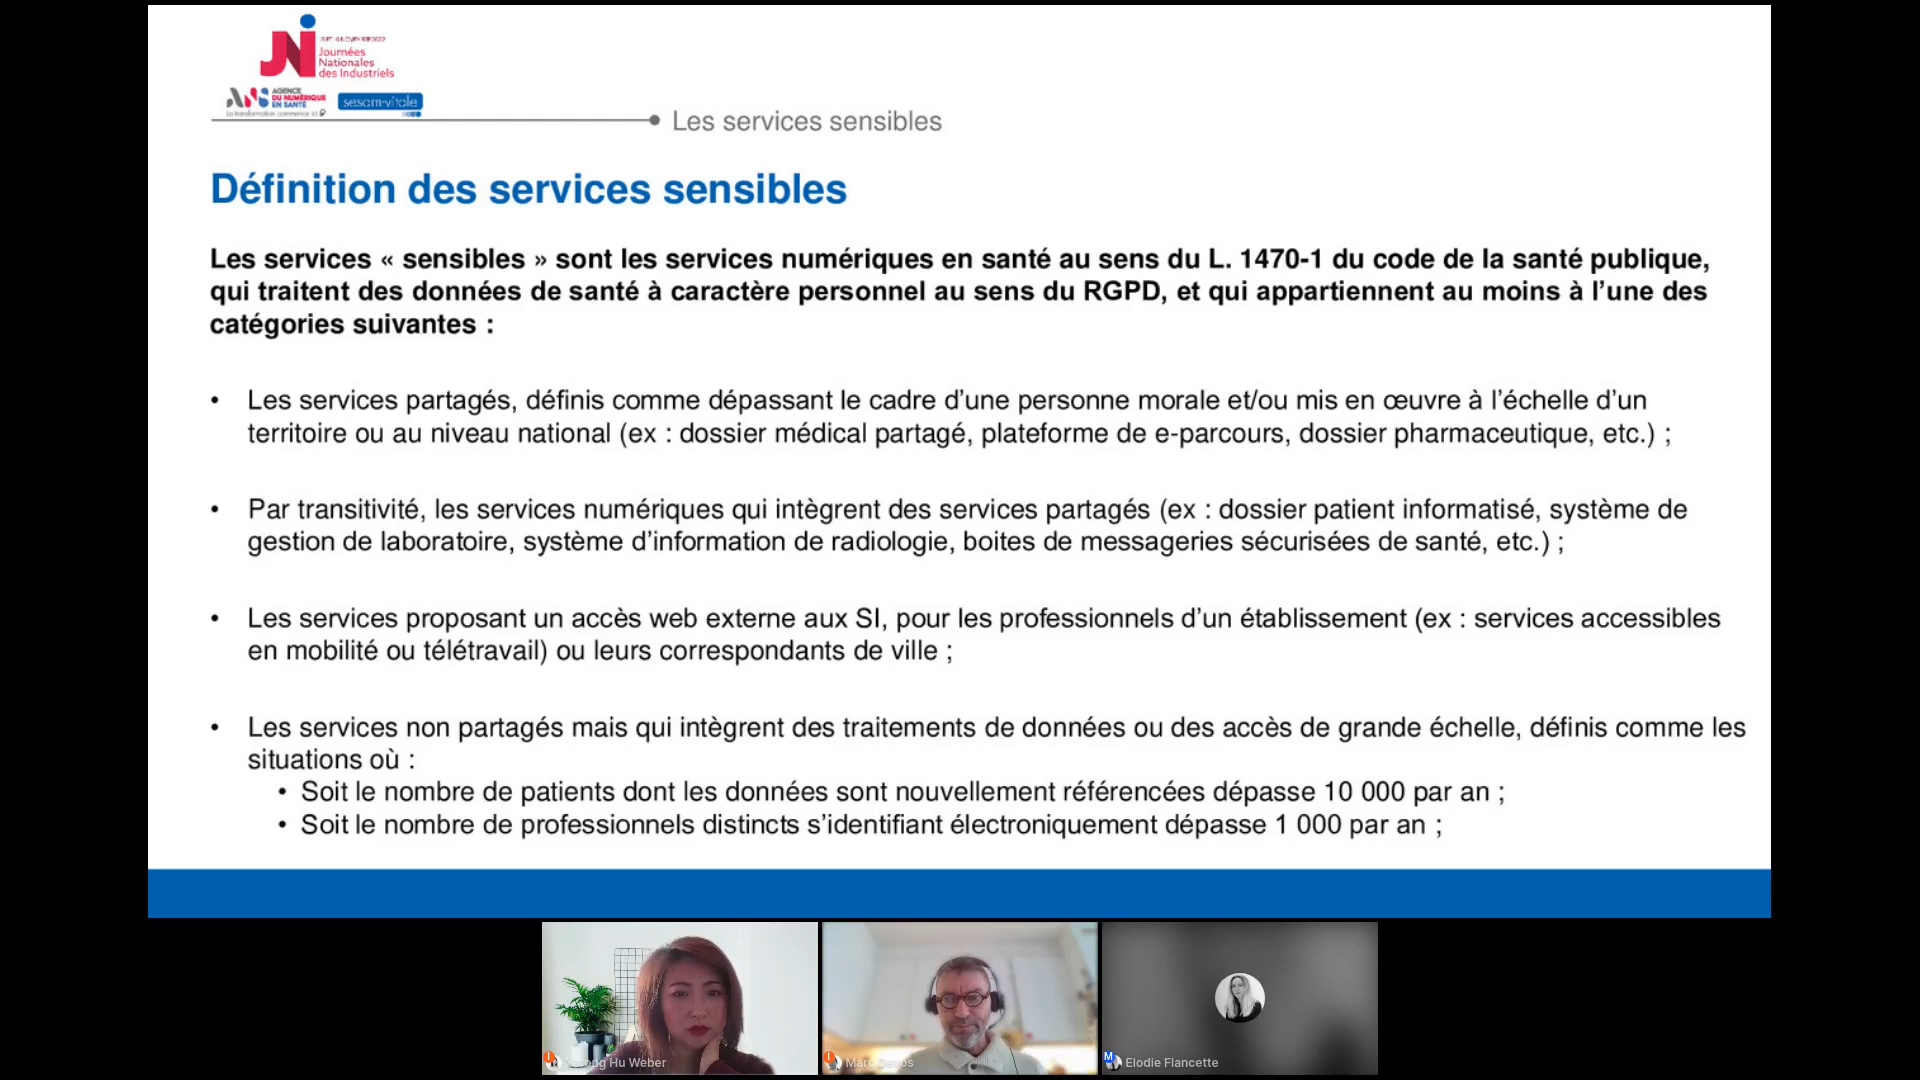 Journées
Nationales
des Industriels
AGENCE
DU NUMÉRIQUE
EN SANTÉ
La transformation commence ici
sesam-vitale
Les services sensibles
Définition des services sensibles
Les services « sensibles » sont les services numériques en santé au sens du L. 1470-1 du code de la santé publique,
qui traitent des données de santé à caractère personnel au sens du RGPD, et qui appartiennent au moins à l’une des
catégories suivantes :
• Les services partagés, définis comme dépassant le cadre d’une personne morale et/ou mis en œuvre à l’échelle d’un
territoire ou au niveau national (ex : dossier médical partagé, plateforme de e-parcours, dossier pharmaceutique, etc.) ;
• Par transitivité, les services numériques qui intègrent des services partagés (ex : dossier patient informatisé, système de
gestion de laboratoire, système d’information de radiologie, boites de messageries sécurisées de santé, etc.) ;
• Les services proposant un accès web externe aux SI, pour les professionnels d’un établissement (ex : services accessibles
en mobilité ou télétravail) ou leurs correspondants de ville ;
• Les services non partagés mais qui intègrent des traitements de données ou des accès de grande échelle, définis comme les
situations où :
• Soit le nombre de patients dont les données sont nouvellement référencées dépasse 10 000 par an ;
• Soit le nombre de professionnels distincts s’identifiant électroniquement dépasse 1 000 par an ;
Hu Weber
M
Elodie Fiancette